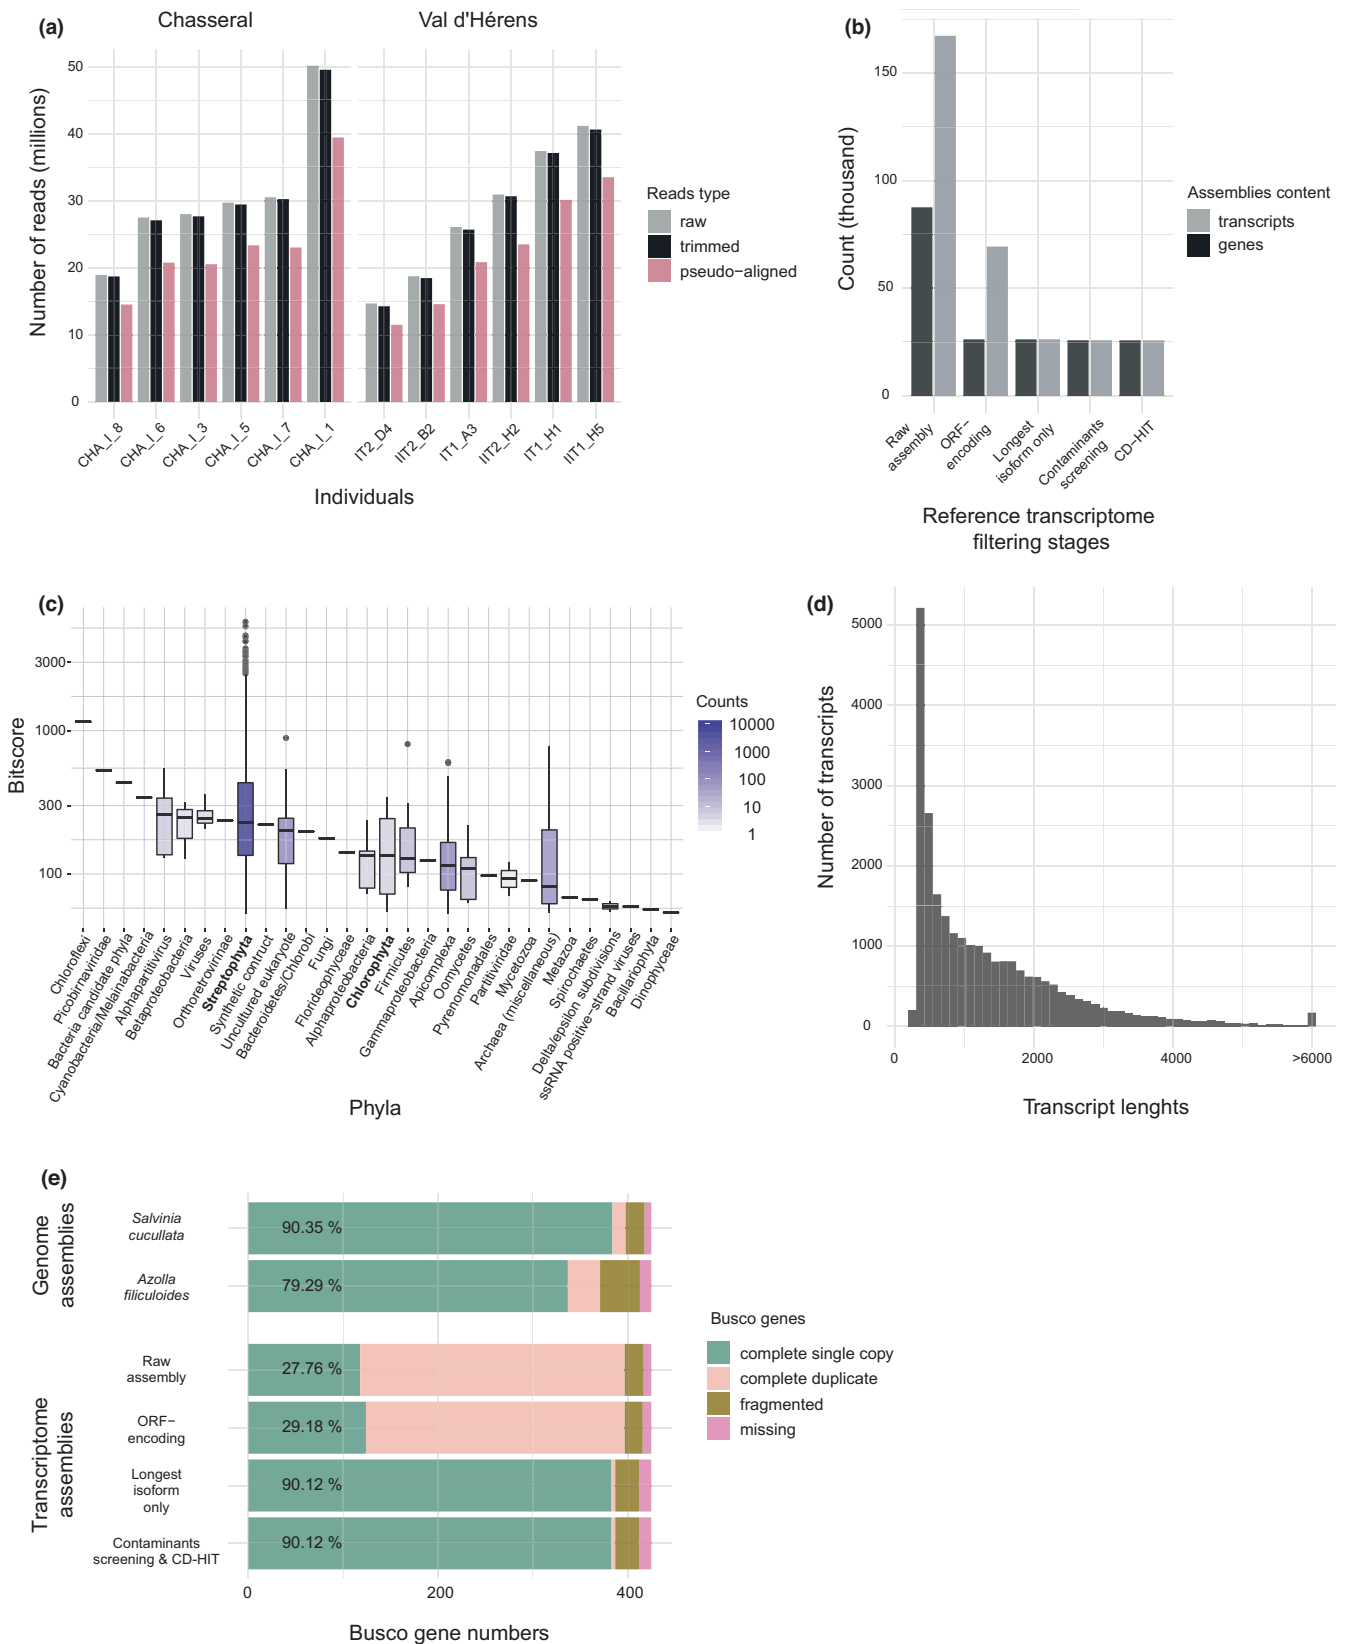 (a)
Chasseral
Val d'Hérens
Number of reads (millions)
50
40
30
20
10
0
CHA_I_8
CHA_I_6
CHA_I_3
CHA_I_5
CHA_I_7
CHA_I_1
IT2_D4
IIT2_B2
IT1_A3
IIT2_H2
IT1_H1
IIT1_H5
Individuals
Reads type
raw
trimmed
pseudo−aligned
(b)
Count (thousand)
150
100
50
0
Raw
assembly
ORF−
encoding
Longest
isoform only
Contaminants
screening
CD−HIT
Reference transcriptome
filtering stages
Assemblies content
transcripts
genes
(c)
Bitscore
3000
1000
300
100
Chloroflexi
Picobirnaviridae
Bacteria candidate phyla
Cyanobacteria/Melainabacteria
Alphapartitivirus
Betaproteobacteria
Viruses
Orthoretrovirinae
Streptophyta
Synthetic contruct
Uncultured eukaryote
Bacteroidetes/Chlorobi
Fungi
Florideophyceae
Alphaproteobacteria
Chlorophyta
Firmicutes
Gammaproteobacteria
Apicomplexa
Oomycetes
Pyrenomonadales
Partitiviridae
Mycetozoa
Archaea (miscellaneous)
Metazoa
Spirochaetes
Delta/epsilon subdivisions
ssRNA positive−strand viruses
Bacillariophyta
Dinophyceae
Phyla
Counts
10000
1000
100
10
1
(d)
Number of transcripts
5000
4000
3000
2000
1000
0
0
2000
4000
>6000
Transcript lenghts
(e)
Genome
assemblies
Salvinia
cucullata
90.35 %
Azolla
filiculoides
79.29 %
Transcriptome
assemblies
Raw
assembly
27.76 %
ORF−
encoding
29.18 %
Longest
isoform
only
90.12 %
Contaminants
screening & CD-HIT
90.12 %
0
200
400
Busco gene numbers
Busco genes
complete single copy
complete duplicate
fragmented
missing